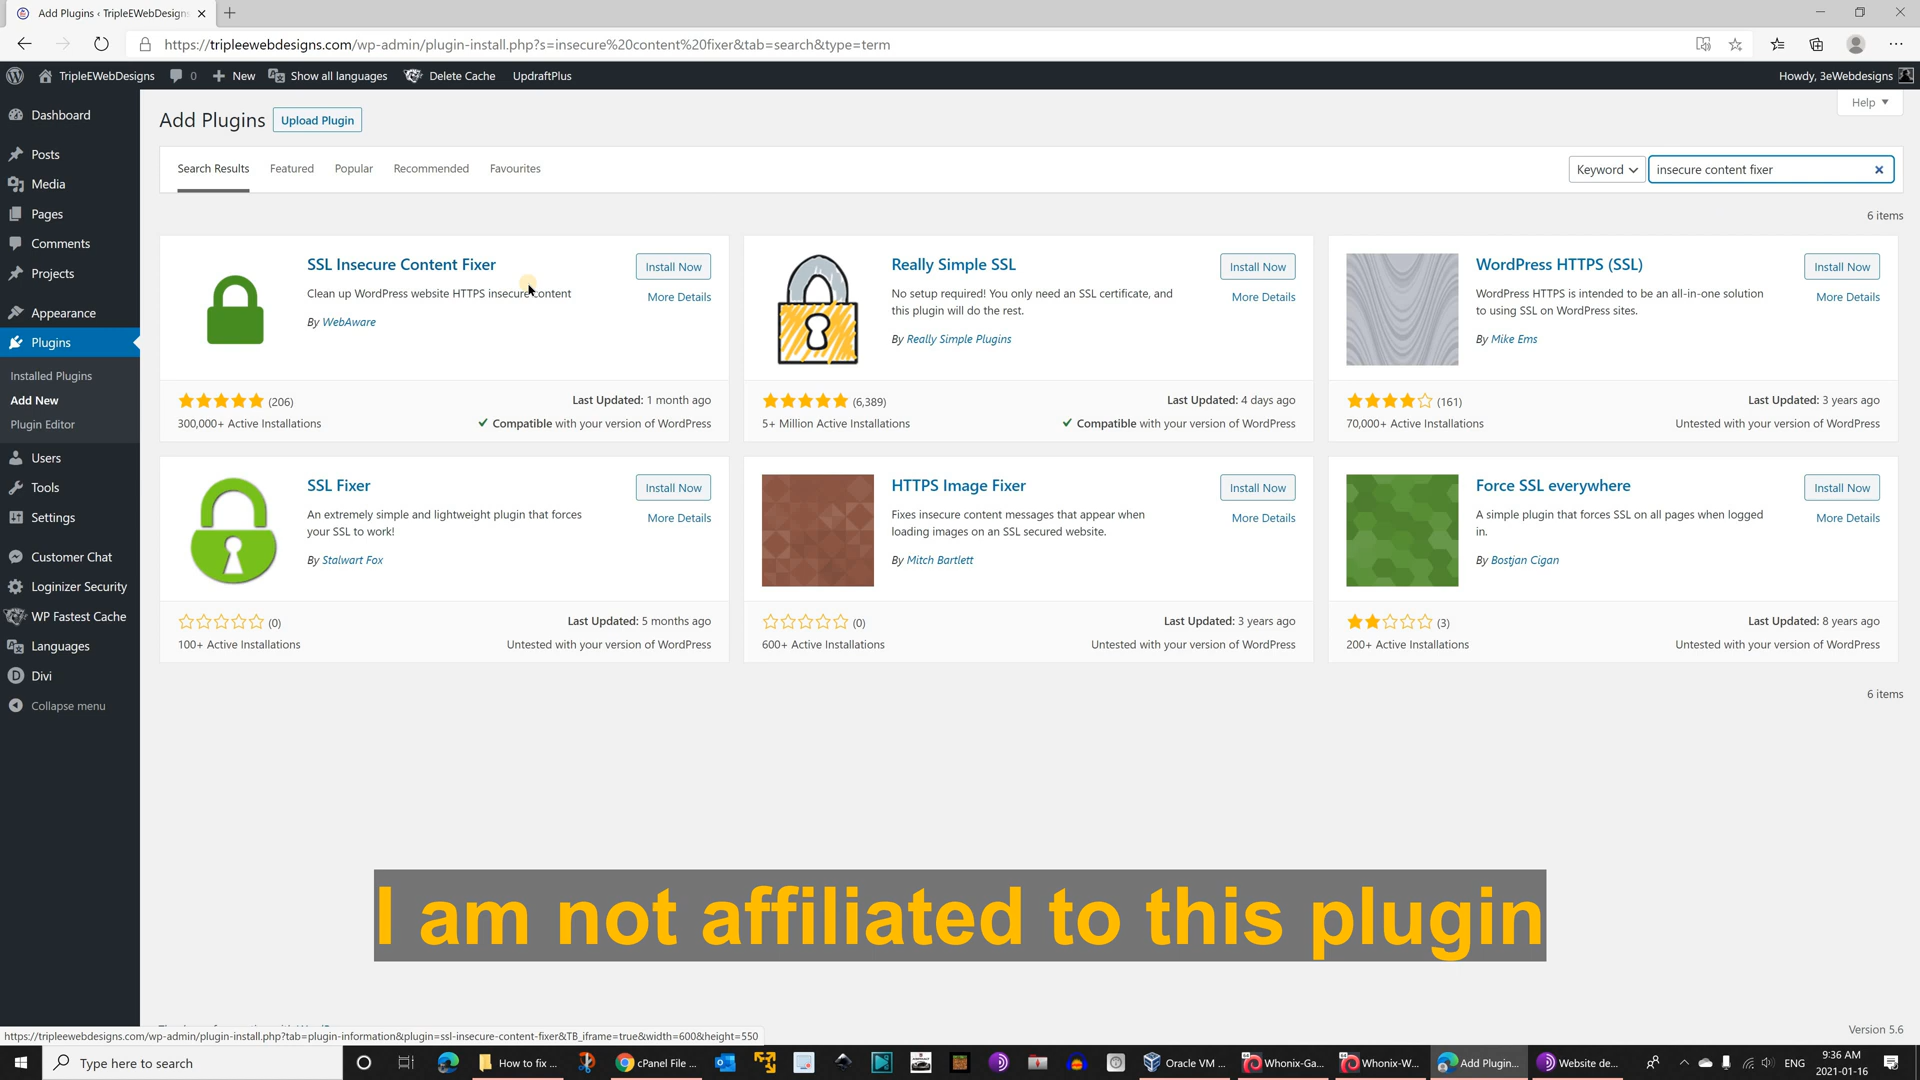 Add Plugins ‹ TripleEWebDesigns
https://tripleewebdesigns.com/wp-admin/plugin-install.php?s=insecure%20content%20fixer&tab=search&type=term
TripleEWebDesigns 0 New Show all languages Delete Cache UpdraftPlus Howdy, 3eWebdesigns
Help
Dashboard
Posts
Media
Pages
Comments
Projects
Appearance
Plugins
Installed Plugins
Add New
Plugin Editor
Users
Tools
Settings
Customer Chat
Loginizer Security
WP Fastest Cache
Languages
Divi
Collapse menu
Add Plugins Upload Plugin
Search Results Featured Popular Recommended Favourites Keyword insecure content fixer
6 items
SSL Insecure Content Fixer
Install Now
Clean up WordPress website HTTPS insecure content
More Details
By WebAware
(206)
Last Updated: 1 month ago
300,000+ Active Installations
Compatible with your version of WordPress
Really Simple SSL
Install Now
No setup required! You only need an SSL certificate, and
this plugin will do the rest.
More Details
By Really Simple Plugins
(6,389)
Last Updated: 4 days ago
5+ Million Active Installations
Compatible with your version of WordPress
WordPress HTTPS (SSL)
Install Now
WordPress HTTPS is intended to be an all-in-one solution
to using SSL on WordPress sites.
More Details
By Mike Ems
(161)
Last Updated: 3 years ago
70,000+ Active Installations
Untested with your version of WordPress
SSL Fixer
Install Now
An extremely simple and lightweight plugin that forces
your SSL to work!
More Details
By Stalwart Fox
(0)
Last Updated: 5 months ago
100+ Active Installations
Untested with your version of WordPress
HTTPS Image Fixer
Install Now
Fixes insecure content messages that appear when
loading images on an SSL secured website.
More Details
By Mitch Bartlett
(0)
Last Updated: 3 years ago
600+ Active Installations
Untested with your version of WordPress
Force SSL everywhere
Install Now
A simple plugin that forces SSL on all pages when logged
in.
More Details
By Bostjan Cigan
(3)
Last Updated: 8 years ago
200+ Active Installations
Untested with your version of WordPress
6 items
I am not affiliated to this plugin
Version 5.6
https://tripleewebdesigns.com/wp-admin/plugin-install.php?tab=plugin-information&plugin=ssl-insecure-content-fixer&TB_iframe=true&width=600&height=550
Type here to search
How to fix ...
cPanel File ...
Oracle VM ...
Whonix-Ga...
Whonix-W...
Add Plugin...
Website de...
ENG
9:36 AM
2021-01-16